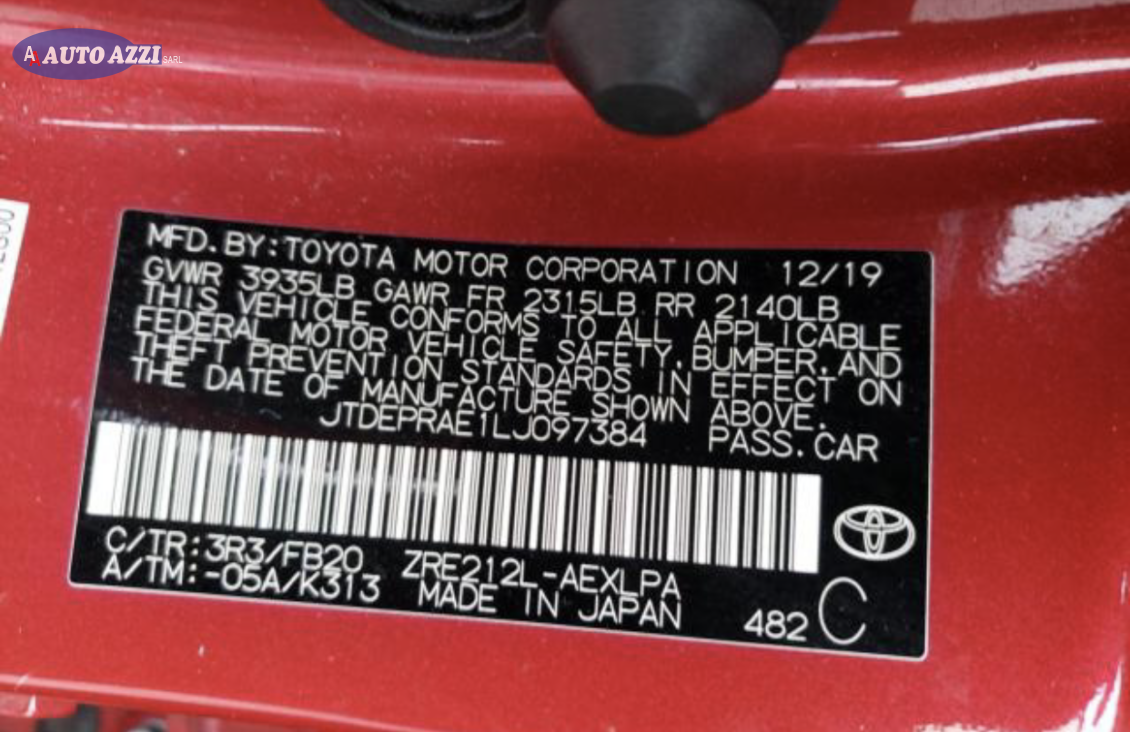 AUTO AZZI SARL
MFD.BY:TOYOTA MOTOR CORPORATION 12/19
GVWR 3935LB GAWR FR 2315LB RR 2140LB
THIS VEHICLE CONFORMS TO ALL APPLICABLE
FEDERAL MOTOR VEHICLE SAFETY,BUMPER,AND
THEFT PREVENTION STANDARDS IN EFFECT ON
THE DATE OF MANUFACTURE SHOWN ABOVE.
JTDEPRAE1LJ097384 PASS.CAR
C/TR:3R3/FB20 ZRE212L-AEXLPA
A/TM:-05A/K313 MADE IN JAPAN
482 C